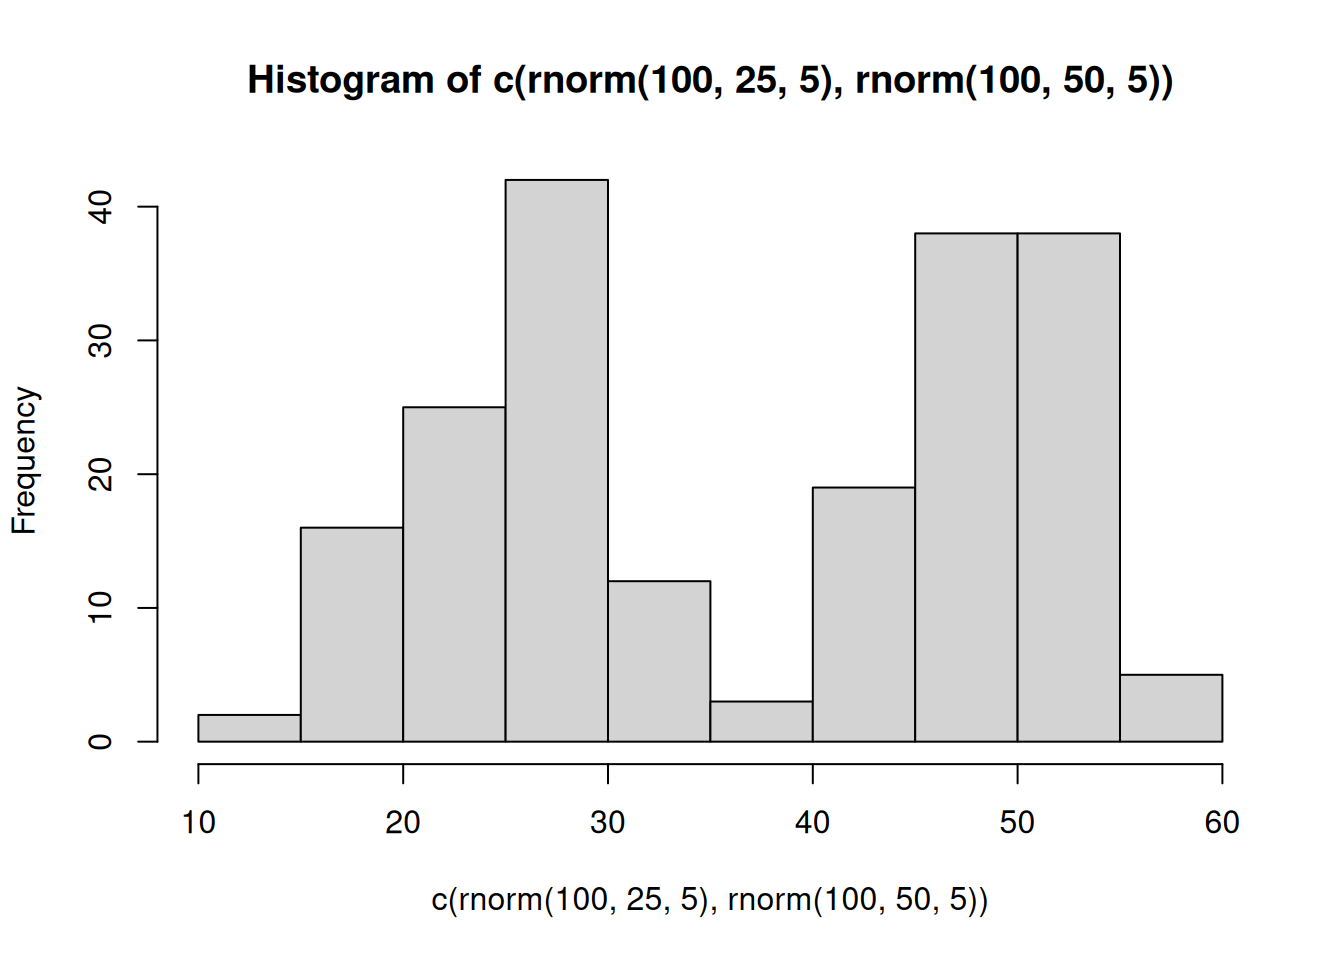 Histogram of c(rnorm(100, 25, 5), rnorm(100, 50, 5))
Frequency
40
30
20
10
0
10 20 30 40 50 60
c(rnorm(100, 25, 5), rnorm(100, 50, 5))